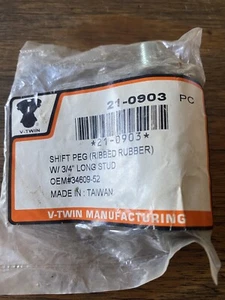 21-0903 PC
V-TWIN
*21-0903*
SHIFT PEG (RIBBED RUBBER)
W/ 3/4" LONG STUD
OEM#34609-52
MADE IN : TAIWAN
V-TWIN MANUFACTURING